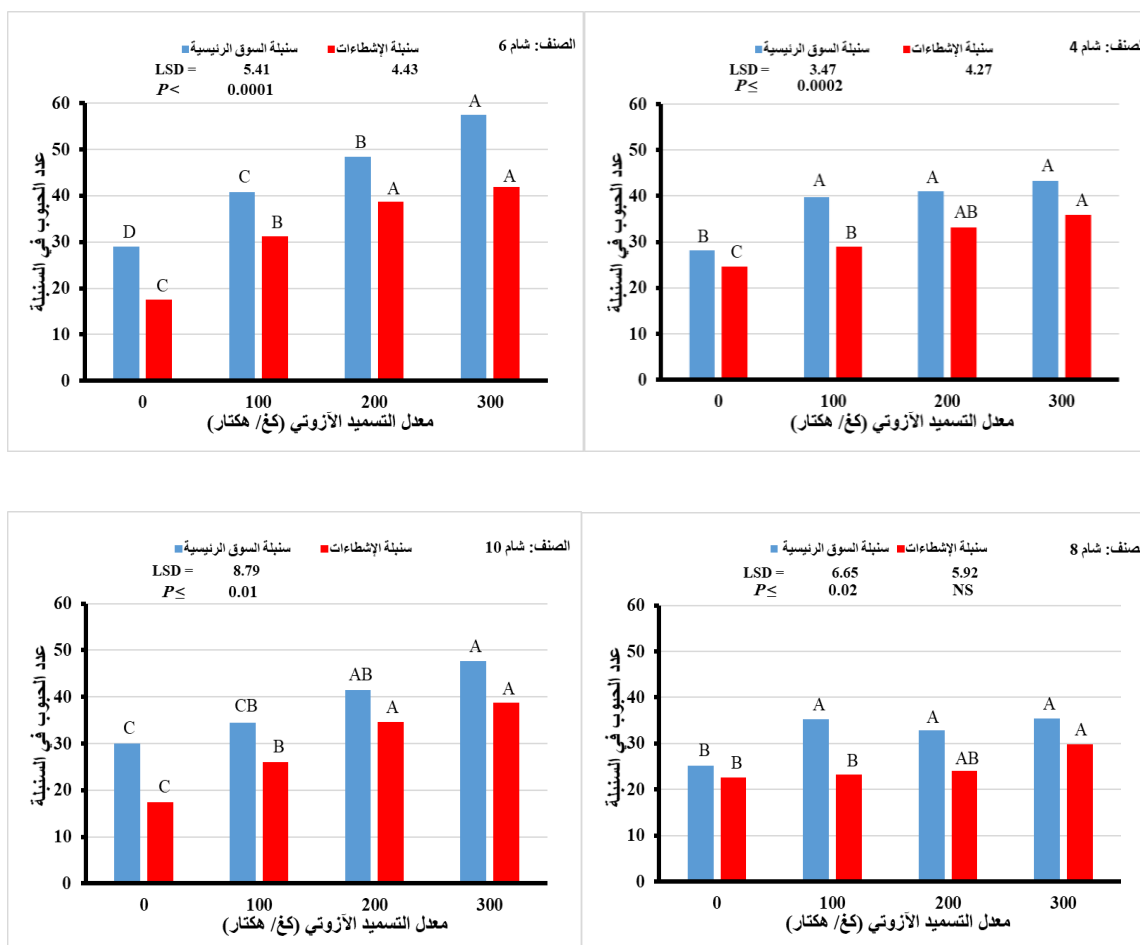 الصنف: شام 6
سنبلة السوق الرئيسية سنبلة الإشطاءات
LSD = 5.41 4.43
P< 0.0001
عدد الحبوب في السنبلة
60
50
40
30
20
10
0
D C C B B A A A
0 100 200 300
معدل التسميد الآزوتي (كغ/ هكتار)
الصنف: شام 4
سنبلة السوق الرئيسية سنبلة الإشطاءات
LSD = 3.47 4.27
P≤ 0.0002
عدد الحبوب في السنبلة
60
50
40
30
20
10
0
B C A B A AB A A
0 100 200 300
معدل التسميد الآزوتي (كغ/ هكتار)
الصنف: شام 10
سنبلة السوق الرئيسية سنبلة الإشطاءات
LSD = 8.79
P≤ 0.01
عدد الحبوب في السنبلة
60
50
40
30
20
10
0
C C CB B AB A A A
0 100 200 300
معدل التسميد الآزوتي (كغ/ هكتار)
الصنف: شام 8
سنبلة السوق الرئيسية سنبلة الإشطاءات
LSD = 6.65 5.92
P≤ 0.02 NS
عدد الحبوب في السنبلة
60
50
40
30
20
10
0
B B A B A AB A A
0 100 200 300
معدل التسميد الآزوتي (كغ/ هكتار)